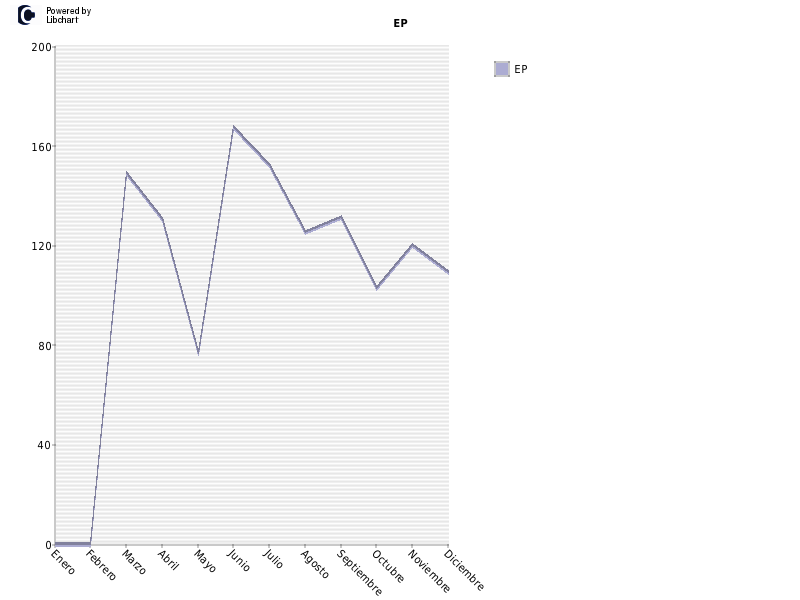 Powered by
Libchart
EP
200
160
120
80
40
0
EP
Enero
Febrero
Marzo
Abril
Mayo
Junio
Julio
Agosto
Septiembre
Octubre
Noviembre
Diciembre